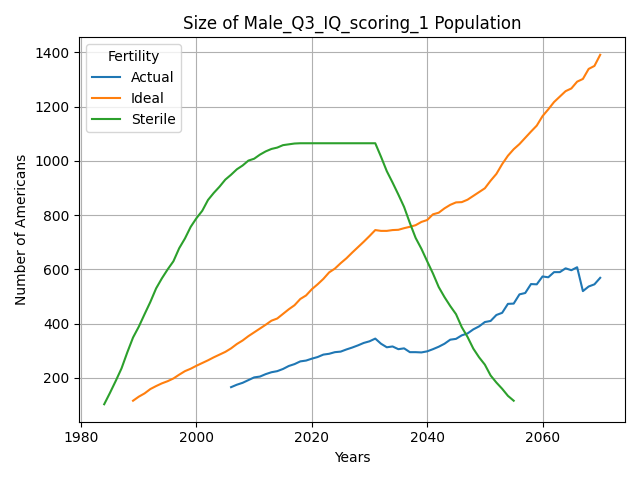 Size of Male_Q3_IQ_scoring_1 Population
Fertility
Actual
Ideal
Sterile
Number of Americans
1400
1200
1000
800
600
400
200
1980
2000
2020
2040
2060
Years